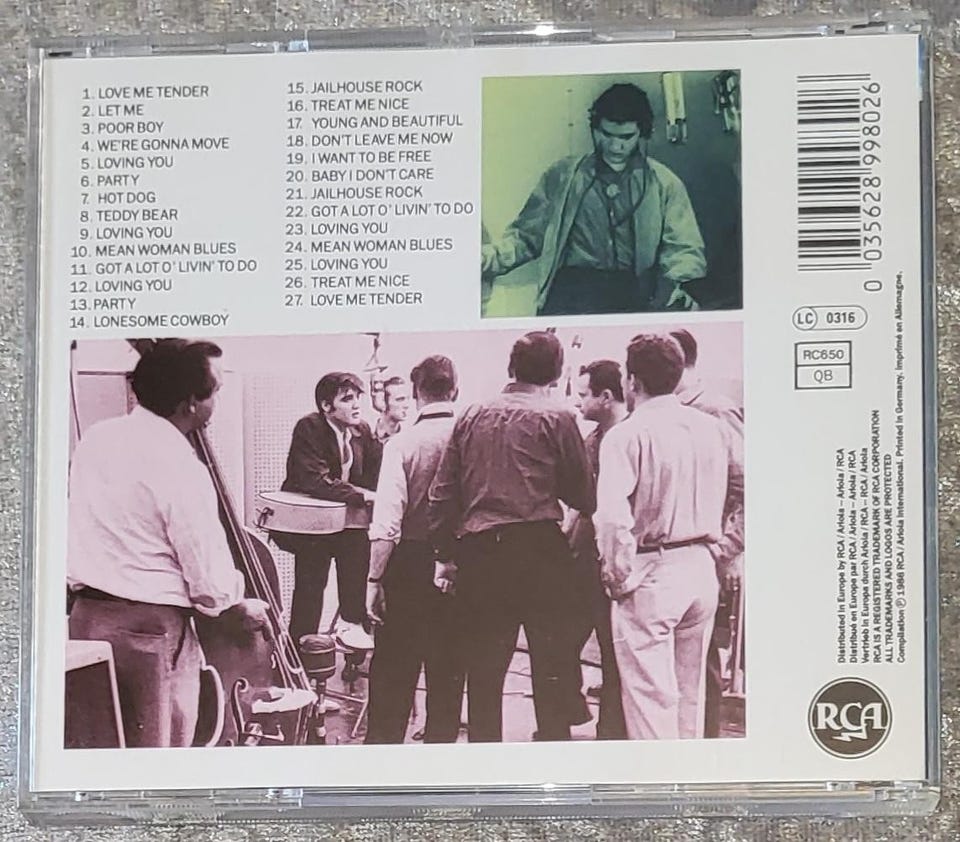 1. LOVE ME TENDER
2. LET ME
3. POOR BOY
4. WE'RE GONNA MOVE
5. LOVING YOU
6. PARTY
7. HOT DOG
8. TEDDY BEAR
9. LOVING YOU
10. MEAN WOMAN BLUES
11. GOT A LOT O' LIVIN' TO DO
12. LOVING YOU
13. PARTY
14. LONESOME COWBOY
15. JAILHOUSE ROCK
16. TREAT ME NICE
17. YOUNG AND BEAUTIFUL
18. DON'T LEAVE ME NOW
19. I WANT TO BE FREE
20. BABY I DON'T CARE
21. JAILHOUSE ROCK
22. GOT A LOT O' LIVIN' TO DO
23. LOVING YOU
24. MEAN WOMAN BLUES
25. LOVING YOU
26. TREAT ME NICE
27. LOVE ME TENDER
0 035628 998026
LC 0316
RC650
QB
Distributed in Europe by RCA / Ariola – Ariola / RCA
Distribué en Europe par RCA / Ariola – Ariola / RCA
Vertrieb in Europa durch Ariola / RCA – RCA / Ariola
RCA IS A REGISTERED TRADEMARK OF RCA CORPORATION
ALL TRADEMARKS AND LOGOS ARE PROTECTED
Compilation ℗ 1988 RCA / Ariola International. Printed in Germany. Imprimé en Allemagne.
RCA